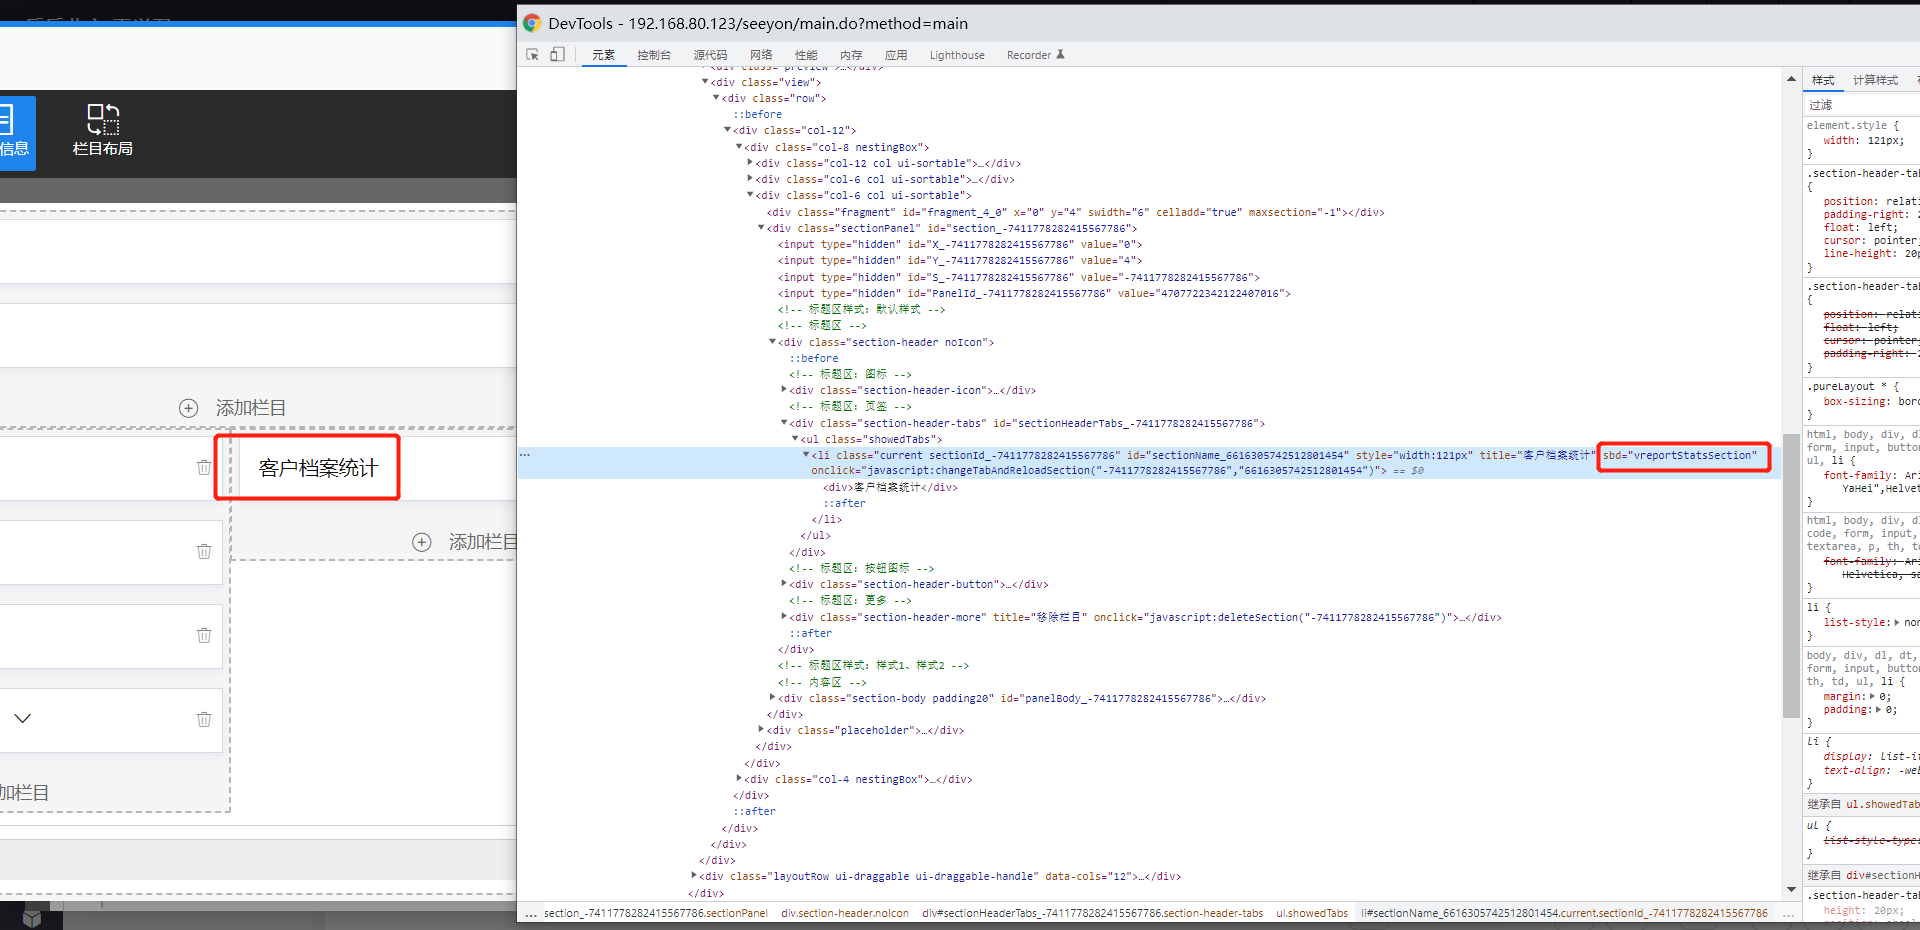 DevTools - 192.168.80.123/seeyon/main.do?method=main
元素 控制台 源代码 网络 性能 内存 应用 Lighthouse Recorder
信息
栏目布局
添加栏目
客户档案统计
添加栏目
加栏目
<div class="view">
<div class="row">
::before
<div class="col-12">
<div class="col-8 nestingBox">
<div class="col-12 col ui-sortable">…</div>
<div class="col-6 col ui-sortable">…</div>
<div class="col-6 col ui-sortable">
<div class="fragment" id="fragment_4_0" x="0" y="4" swidth="6" celladd="true" maxsection="-1"></div>
<div class="sectionPanel" id="section_-7411778282415567786">
<input type="hidden" id="X_-7411778282415567786" value="0">
<input type="hidden" id="Y_-7411778282415567786" value="4">
<input type="hidden" id="S_-7411778282415567786" value="-7411778282415567786">
<input type="hidden" id="PanelId_-7411778282415567786" value="4707722342122407016">
<!-- 标题区样式: 默认样式 -->
<!-- 标题区 -->
<div class="section-header noIcon">
::before
<!-- 标题区: 图标 -->
<div class="section-header-icon">…</div>
<!-- 标题区: 页签 -->
<div class="section-header-tabs" id="sectionHeaderTabs_-7411778282415567786">
<ul class="showedTabs">
<li class="current sectionId_-7411778282415567786" id="sectionName_6616305742512801454" style="width:121px" title="客户档案统计" sbd="vreportStatsSection"
onclick="javascript:changeTabAndReloadSection("-7411778282415567786","6616305742512801454")"> == $0
<div>客户档案统计</div>
::after
</li>
</ul>
</div>
<!-- 标题区: 按钮图标 -->
<div class="section-header-button">…</div>
<!-- 标题区: 更多 -->
<div class="section-header-more" title="移除栏目" onclick="javascript:deleteSection("-7411778282415567786")">…</div>
::after
</div>
<!-- 标题区样式: 样式1、样式2 -->
<!-- 内容区 -->
<div class="section-body padding20" id="panelBody_-7411778282415567786">…</div>
</div>
<div class="placeholder">…</div>
</div>
</div>
<div class="col-4 nestingBox">…</div>
</div>
::after
</div>
</div>
</div>
<div class="layoutRow ui-draggable ui-draggable-handle" data-cols="12">…</div>
</div>
… section_-7411778282415567786.sectionPanel div.section-header.noIcon div#sectionHeaderTabs_-7411778282415567786.section-header-tabs ul.showedTabs li#sectionName_6616305742512801454.current.sectionId_-7411778282415567786 …
样式 计算样式
过滤
element.style {
width: 121px;
}
.section-header-tab
{
position: relati
padding-right: 2
float: left;
cursor: pointer;
line-height: 20p
}
.section-header-tab
{
position: relati
float: left;
cursor: pointer
padding-right: 2
}
.pureLayout * {
box-sizing: bord
}
html, body, div, dl
form, input, button
ul, li {
font-family: Ari
YaHei",Helvet
}
html, body, div, dl
code, form, input,
textarea, p, th, td
font-family: Ari
Helvetica, sa
}
li {
list-style: non
}
body, div, dl, dt,
form, input, button
th, td, ul, li {
margin: 0;
padding: 0;
}
li {
display: list-it
text-align: -web
}
继承自 ul.showedTab
ul {
list-style-type:
}
继承自 div#sectionH
.section-header-tab
height: 20px;